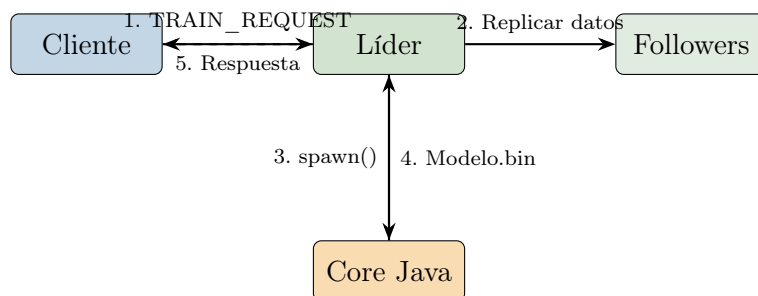 1. TRAIN_REQUEST
2. Replicar datos
Cliente
Líder
Followers
5. Respuesta
3. spawn()
4. Modelo.bin
Core Java